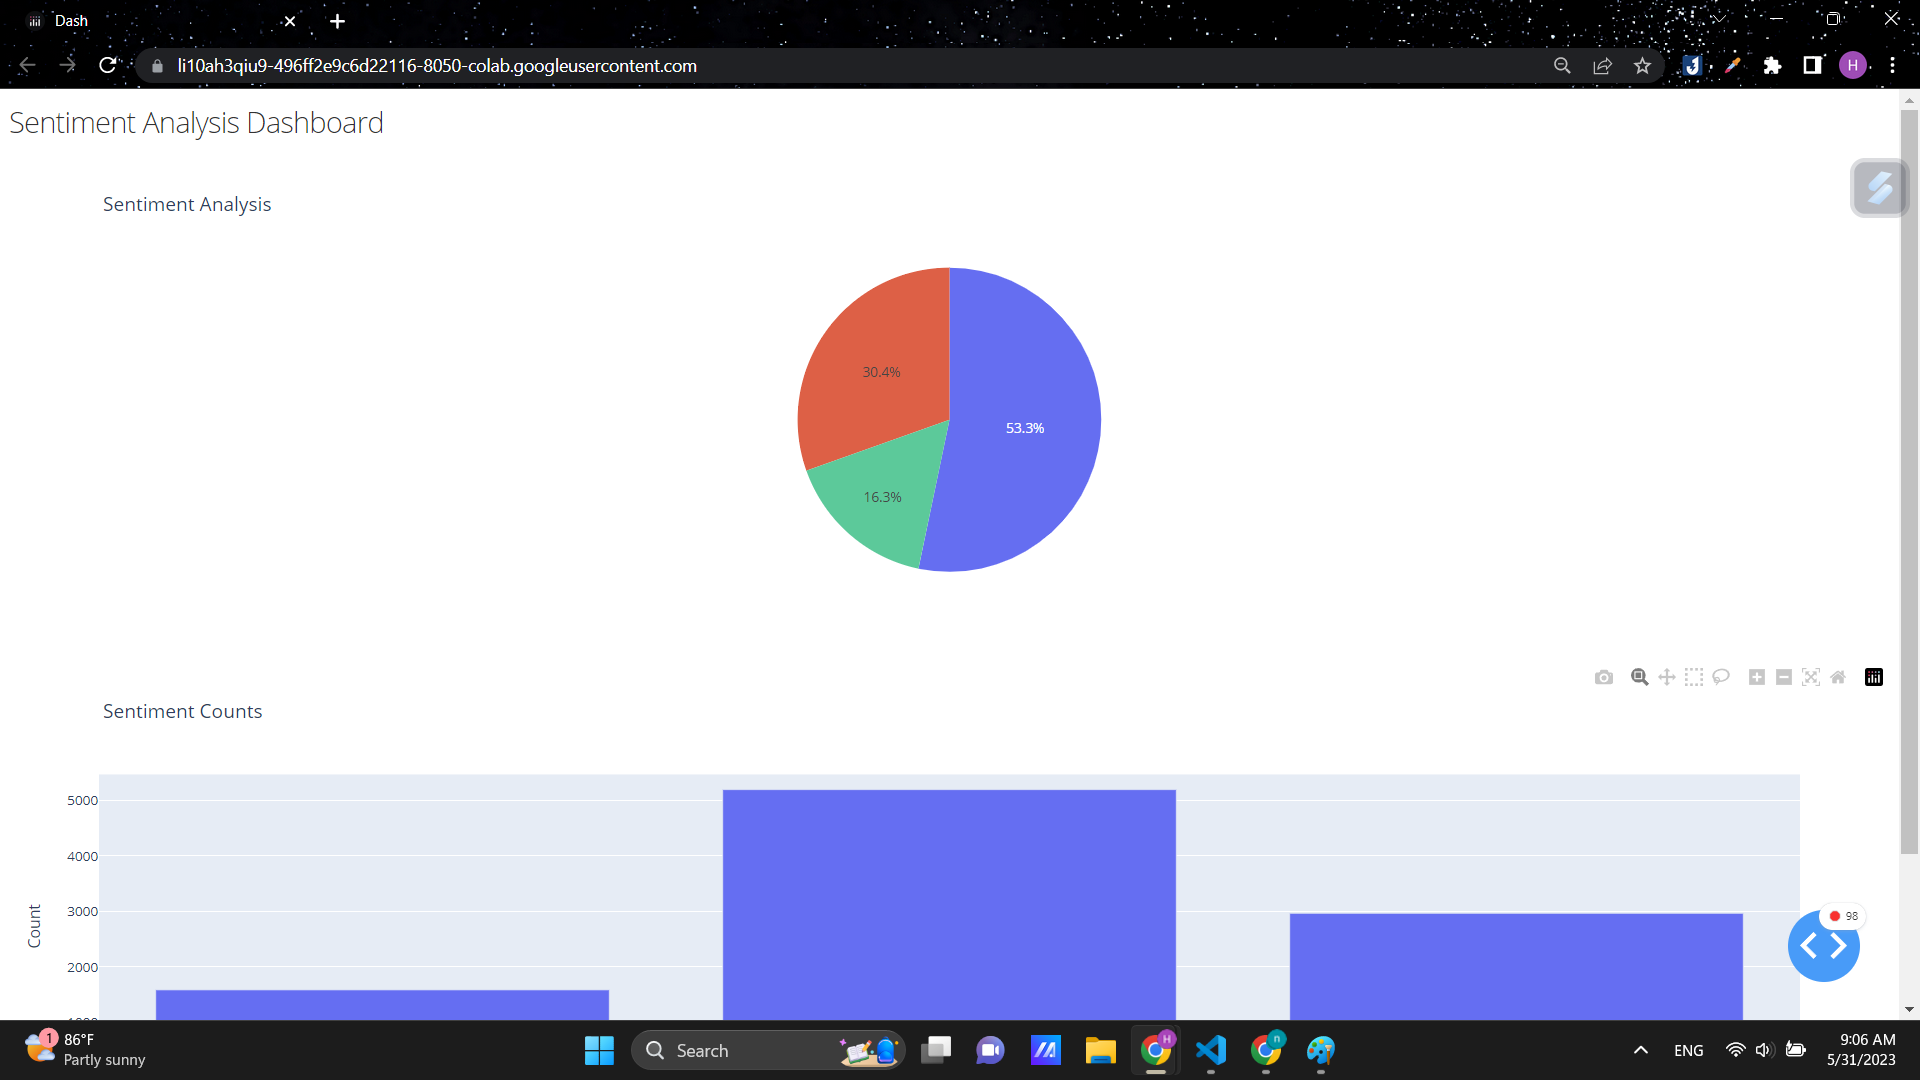 Dash
li10ah3qiu9-496ff2e9c6d22116-8050-colab.googleusercontent.com
H
Sentiment Analysis Dashboard
Sentiment Analysis
30.4%
53.3%
16.3%
Sentiment Counts
5000
4000
3000
2000
1000
Count
98
1
86°F
Partly sunny
Search
H
n
ENG
9:06 AM
5/31/2023